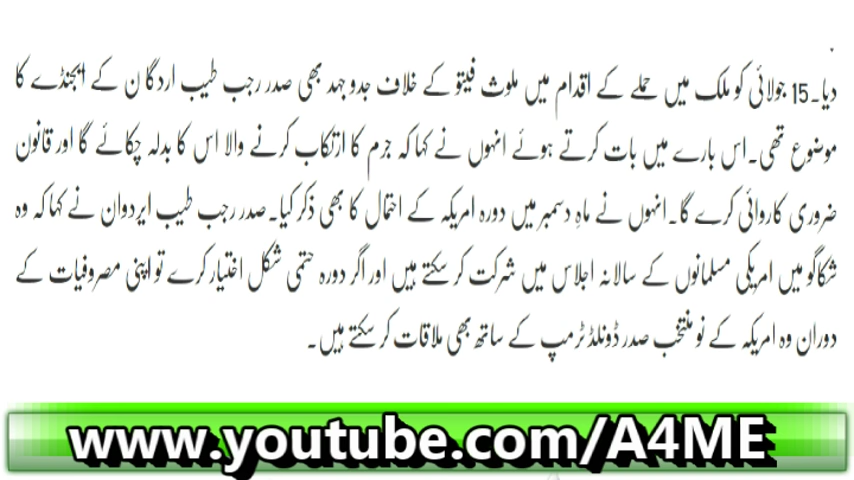 دیا۔15 جولائی کو ملک میں حملے کے اقدام میں ملوث فیتو کے خلاف جدوجہد بھی صدر رجب طیب اردگا ن کے ایجنڈے کا
موضوع تھی۔اس بارے میں بات کرتے ہوئے انہوں نے کہا کہ جرم کا ارتکاب کرنے والا اس کا بدلہ چکائے گا اور قانون
ضروری کاروائی کرے گا۔انہوں نے ماہِ دسمبر میں دورہ امریکہ کے احتمال کا بھی ذکر کیا۔صدر رجب طیب ایردوان نے کہا کہ وہ
شکاگو میں امریکی مسلمانوں کے سالانہ اجلاس میں شرکت کر سکتے ہیں اور اگر دورہ حتمی شکل اختیار کرے تو اپنی مصروفیات کے
دوران وہ امریکہ کے نو منتخب صدر ڈونلڈ ٹرمپ کے ساتھ بھی ملاقات کر سکتے ہیں۔
www.youtube.com/A4ME